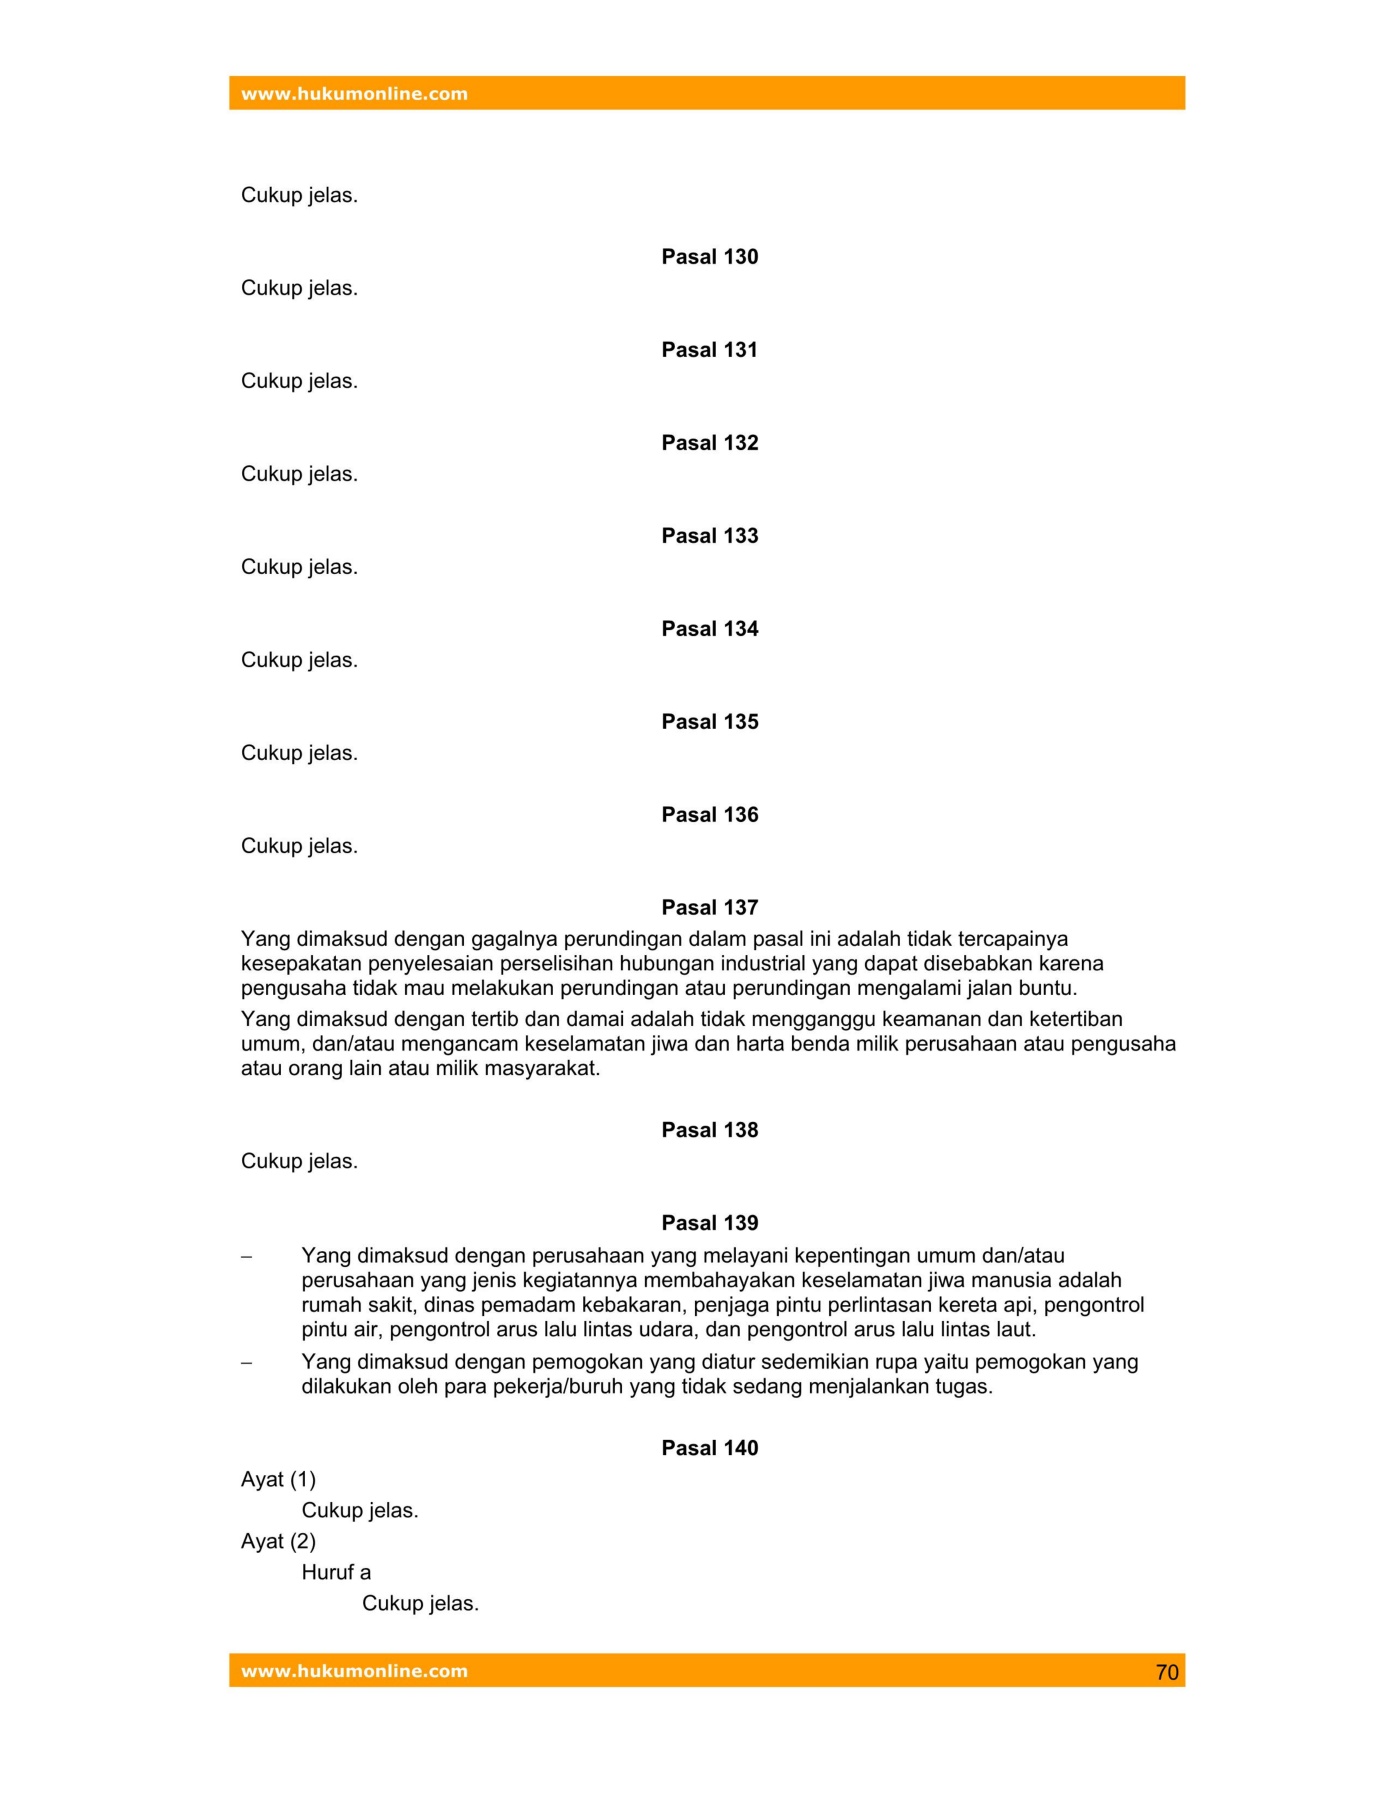 www.hukumonline.com
Cukup jelas.
Pasal 130
Cukup jelas.
Pasal 131
Cukup jelas.
Pasal 132
Cukup jelas.
Pasal 133
Cukup jelas.
Pasal 134
Cukup jelas.
Pasal 135
Cukup jelas.
Pasal 136
Cukup jelas.
Pasal 137
Yang dimaksud dengan gagalnya perundingan dalam pasal ini adalah tidak tercapainya
kesepakatan penyelesaian perselisihan hubungan industrial yang dapat disebabkan karena
pengusaha tidak mau melakukan perundingan atau perundingan mengalami jalan buntu.
Yang dimaksud dengan tertib dan damai adalah tidak mengganggu keamanan dan ketertiban
umum, dan/atau mengancam keselamatan jiwa dan harta benda milik perusahaan atau pengusaha
atau orang lain atau milik masyarakat.
Pasal 138
Cukup jelas.
Pasal 139
– Yang dimaksud dengan perusahaan yang melayani kepentingan umum dan/atau
perusahaan yang jenis kegiatannya membahayakan keselamatan jiwa manusia adalah
rumah sakit, dinas pemadam kebakaran, penjaga pintu perlintasan kereta api, pengontrol
pintu air, pengontrol arus lalu lintas udara, dan pengontrol arus lalu lintas laut.
– Yang dimaksud dengan pemogokan yang diatur sedemikian rupa yaitu pemogokan yang
dilakukan oleh para pekerja/buruh yang tidak sedang menjalankan tugas.
Pasal 140
Ayat (1)
Cukup jelas.
Ayat (2)
Huruf a
Cukup jelas.
www.hukumonline.com 70